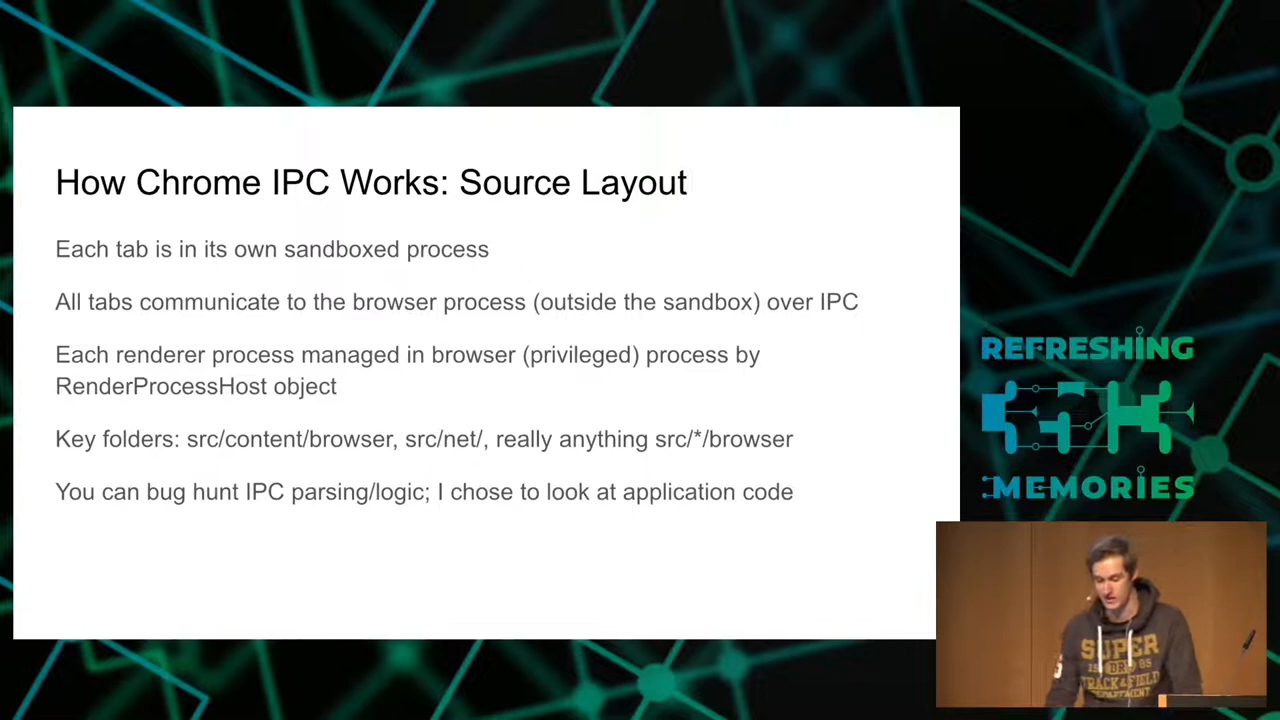 How Chrome IPC Works: Source Layout
Each tab is in its own sandboxed process
All tabs communicate to the browser process (outside the sandbox) over IPC
Each renderer process managed in browser (privileged) process by
RenderProcessHost object
Key folders: src/content/browser, src/net/, really anything src/*/browser
You can bug hunt IPC parsing/logic; I chose to look at application code
REFRESHING
MEMORIES
SUPER
TRACK & FIELD